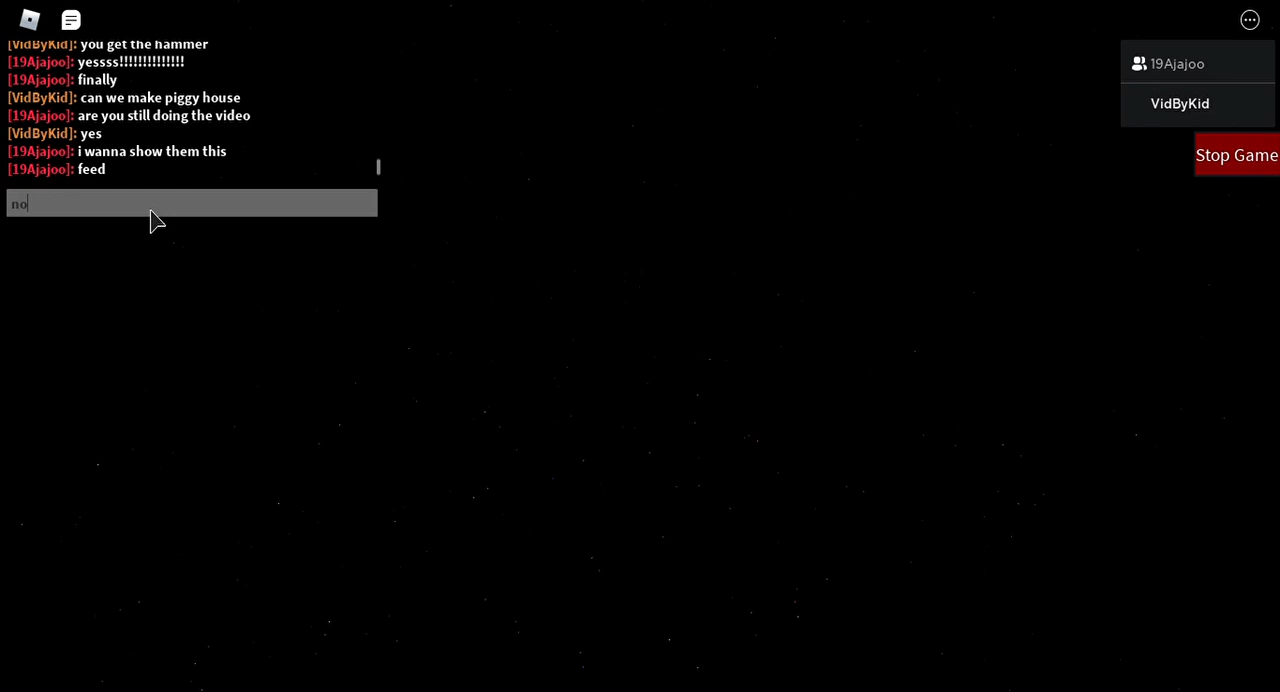 [VidByKid]: you get the hammer
[19Ajajoo]: yessss!!!!!!!!!!!!!!
[19Ajajoo]: finally
[VidByKid]: can we make piggy house
[19Ajajoo]: are you still doing the video
[VidByKid]: yes
[19Ajajoo]: i wanna show them this
[19Ajajoo]: feed
no
19Ajajoo
VidByKid
Stop Game